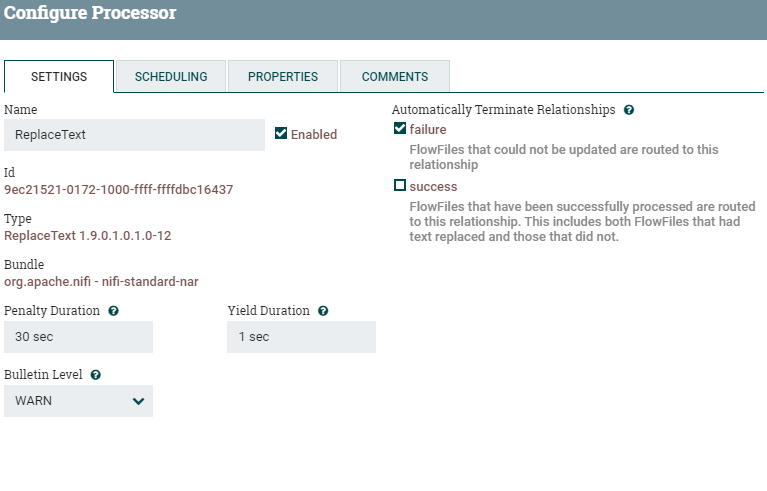 Configure Processor
SETTINGS
SCHEDULING
PROPERTIES
COMMENTS
Name
ReplaceText
Enabled
Id
9ec21521-0172-1000-ffff-ffffdbc16437
Type
ReplaceText 1.9.0.1.0.1.0-12
Bundle
org.apache.nifi - nifi-standard-nar
Penalty Duration
30 sec
Yield Duration
1 sec
Bulletin Level
WARN
Automatically Terminate Relationships
failure
FlowFiles that could not be updated are routed to this
relationship
success
FlowFiles that have been successfully processed are routed
to this relationship. This includes both FlowFiles that had
text replaced and those that did not.